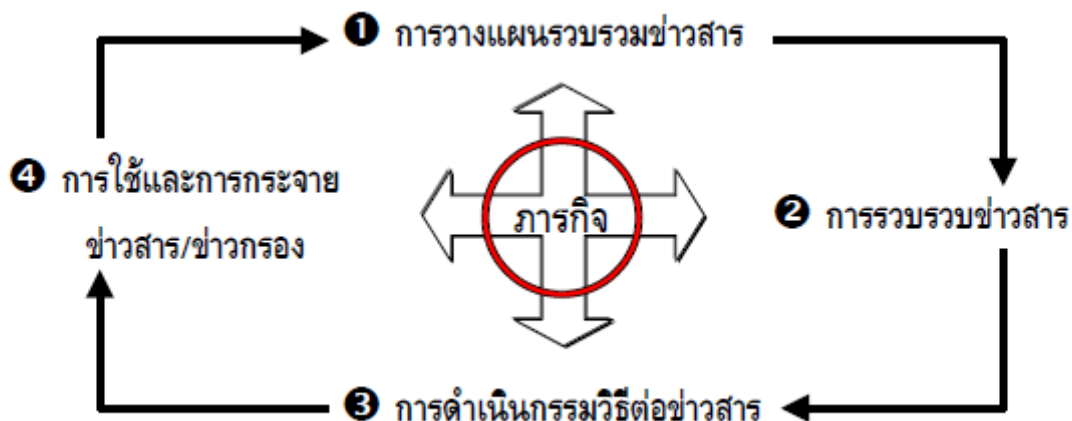 ❶ การวางแผนรวบรวมข่าวสาร
❷ การรวบรวบข่าวสาร
❸ การดำเนินกรรมวิธีต่อข่าวสาร
❹ การใช้และการกระจาย
ข่าวสาร/ข่าวกรอง
ภารกิจ